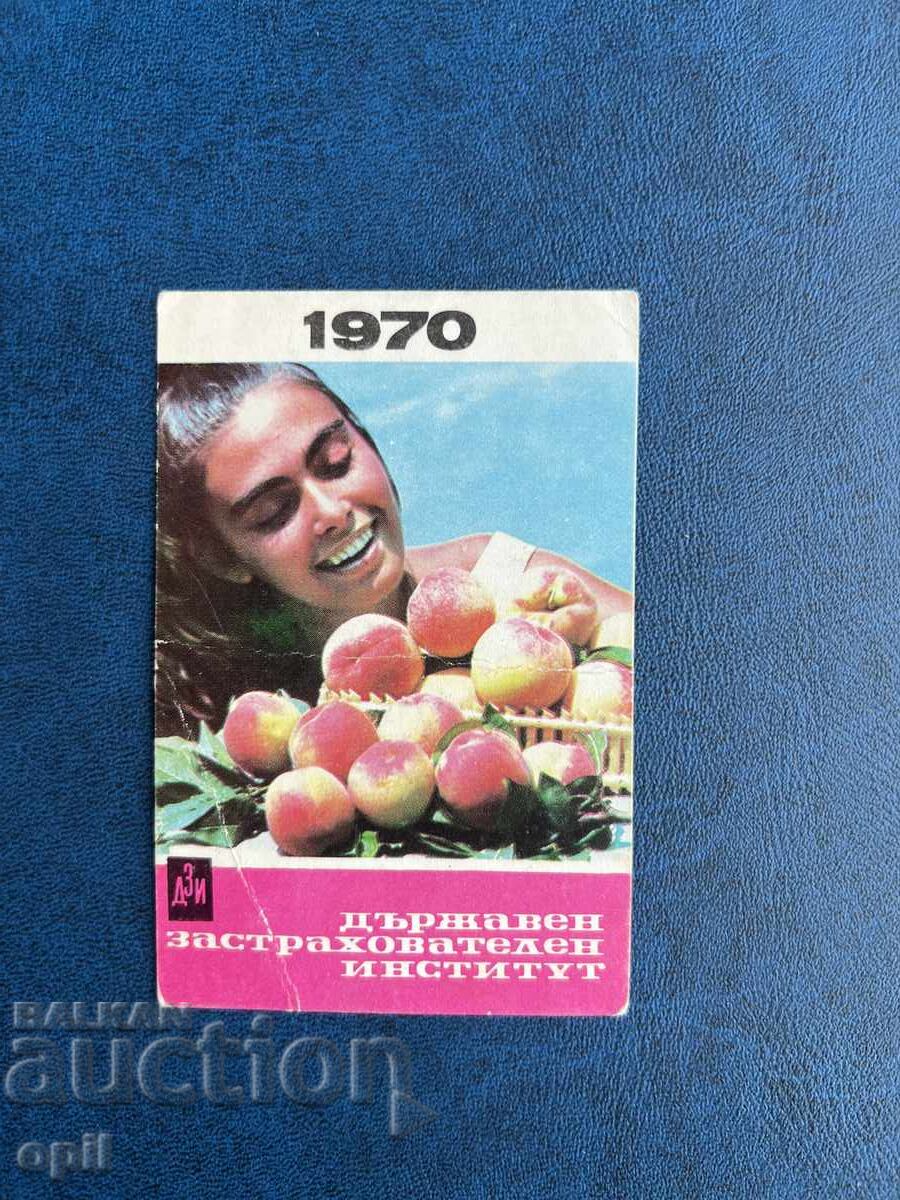 1970
ДЗИ
ДЪРЖАВЕН
ЗАСТРАХОВАТЕЛЕН
ИНСТИТУТ
BALKAN
auction
opil